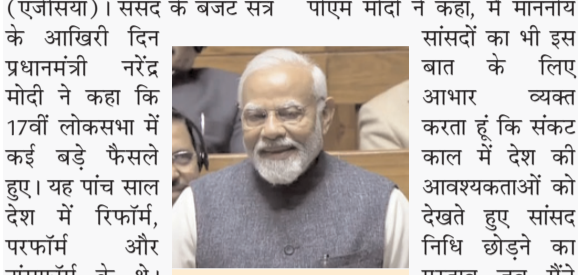 (एजेंसियां)। संसद के बजट सत्र
के आखिरी दिन
प्रधानमंत्री नरेंद्र
मोदी ने कहा कि
17वीं लोकसभा में
कई बड़े फैसले
हुए। यह पांच साल
देश में रिफॉर्म,
परफॉर्म और
पीएम मोदी ने कहा, मैं माननीय
सांसदों का भी इस
बात के लिए
आभार व्यक्त
करता हूं कि संकट
काल में देश की
आवश्यकताओं को
देखते हुए सांसद
निधि छोड़ने का